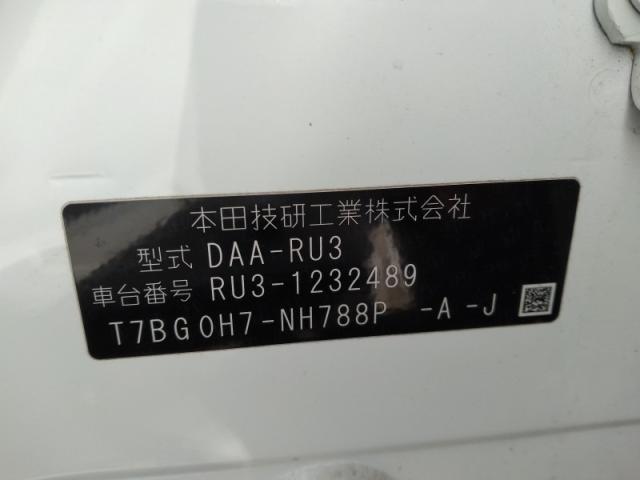 本田技研工業株式会社
型式 DAA-RU3
車台番号 RU3-1232489
T7BG0H7-NH788P -A-J